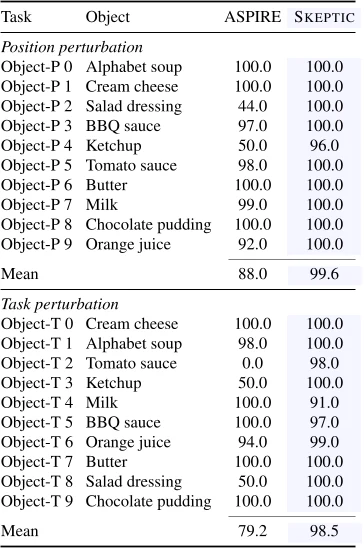 Task Object ASPIRE SKEPTIC
Position perturbation
Object-P 0 Alphabet soup 100.0 100.0
Object-P 1 Cream cheese 100.0 100.0
Object-P 2 Salad dressing 44.0 100.0
Object-P 3 BBQ sauce 97.0 100.0
Object-P 4 Ketchup 50.0 96.0
Object-P 5 Tomato sauce 98.0 100.0
Object-P 6 Butter 100.0 100.0
Object-P 7 Milk 99.0 100.0
Object-P 8 Chocolate pudding 100.0 100.0
Object-P 9 Orange juice 92.0 100.0
Mean 88.0 99.6
Task perturbation
Object-T 0 Cream cheese 100.0 100.0
Object-T 1 Alphabet soup 98.0 100.0
Object-T 2 Tomato sauce 0.0 98.0
Object-T 3 Ketchup 50.0 100.0
Object-T 4 Milk 100.0 91.0
Object-T 5 BBQ sauce 100.0 97.0
Object-T 6 Orange juice 94.0 99.0
Object-T 7 Butter 100.0 100.0
Object-T 8 Salad dressing 50.0 100.0
Object-T 9 Chocolate pudding 100.0 100.0
Mean 79.2 98.5